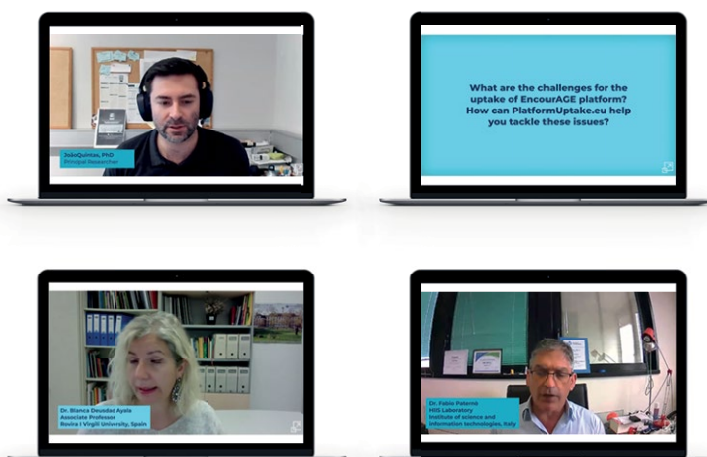 JoãoQuintas, PhD
Principal Researcher
What are the challenges for the
uptake of EncourAGE platform?
How can PlatformUptake.eu help
you tackle these issues?
Dr. Blanca Deusdad Ayala
Associate Professor
Rovira I Virgili University, Spain
Dr. Fabio Paternò
HIIS Laboratory
Institute of science and
information technologies, Italy